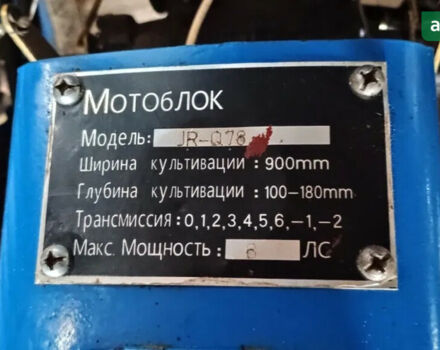 МОТОБЛОК
Модель: JR-Q78
Ширина культивации: 900mm
Глубина культивации: 100-180mm
Трансмиссия: 0,1,2,3,4,5,6,-1,-2
Макс. Мощность: 8 ЛС